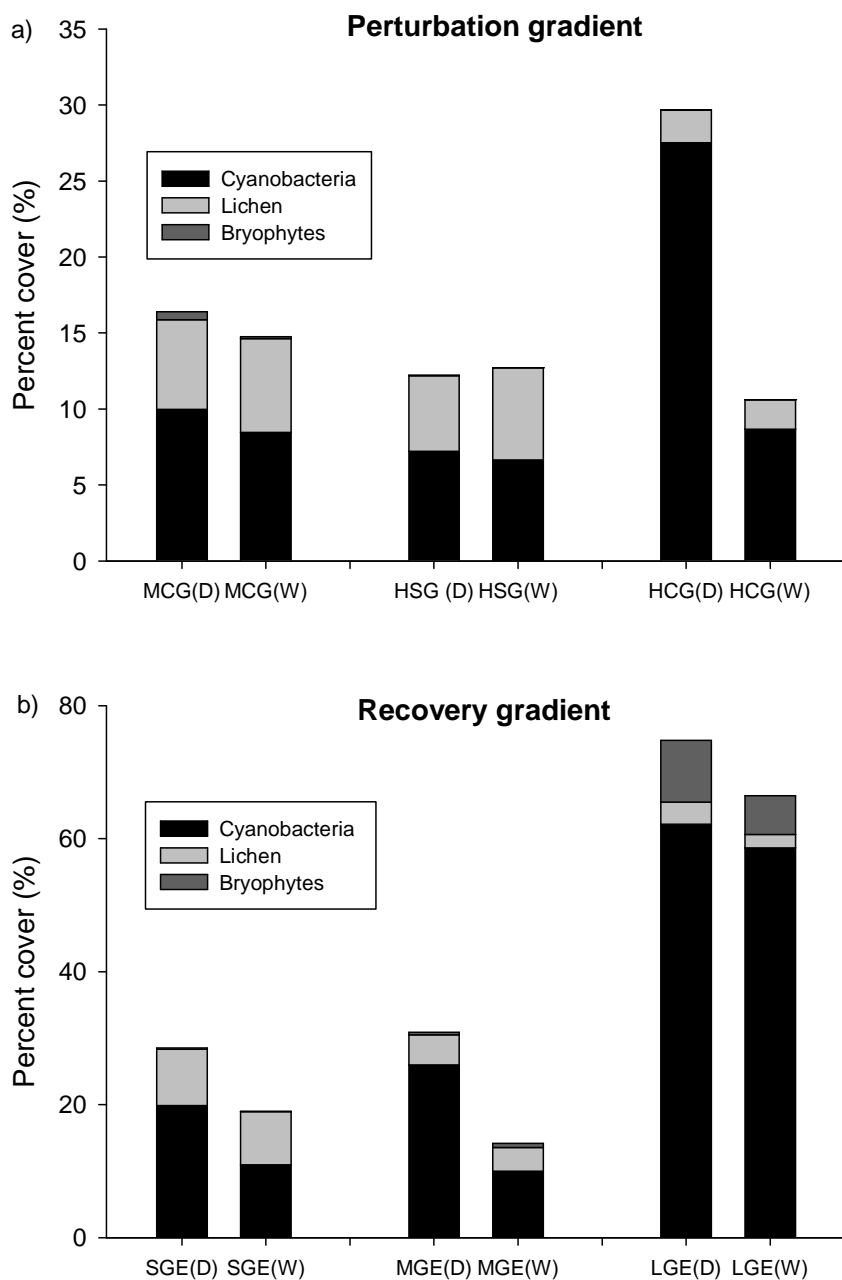 a)
Perturbation gradient
35
30
25
20
15
10
5
0
Percent cover (%)
Cyanobacteria
Lichen
Bryophytes
MCG(D) MCG(W) HSG (D) HSG(W) HCG(D) HCG(W)
b)
Recovery gradient
80
60
40
20
0
Percent cover (%)
Cyanobacteria
Lichen
Bryophytes
SGE(D) SGE(W) MGE(D) MGE(W) LGE(D) LGE(W)